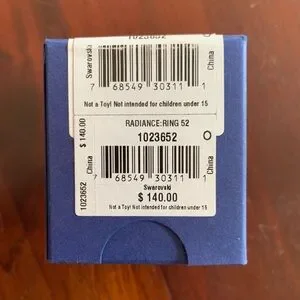 1023652
Swarovski
China
7 68549 30311 1
Not a Toy! Not intended for children under 15
$ 140.00
RADIANCE:RING 52
1023652
O
China
China
7 68549 30311 1
1023652
Swarovski
$ 140.00
Not a Toy! Not intended for children under 15